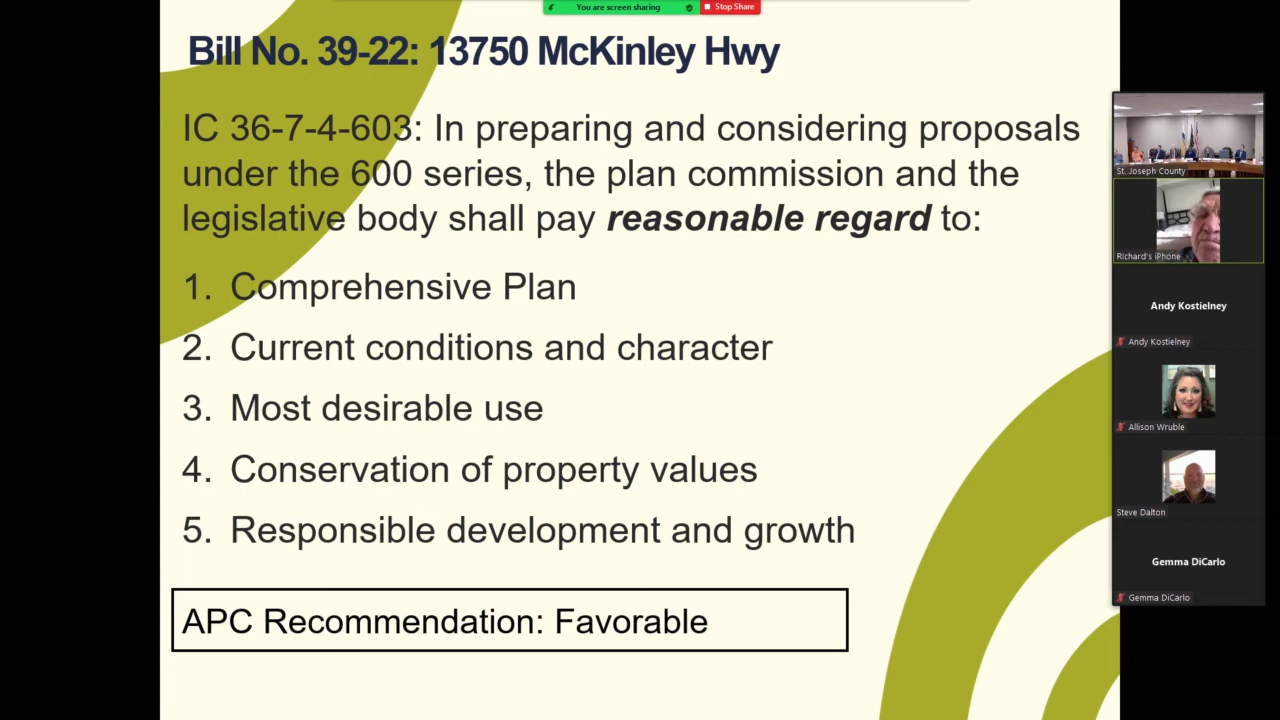 You are screen sharing
Stop Share
Bill No. 39-22: 13750 McKinley Hwy
IC 36-7-4-603: In preparing and considering proposals
under the 600 series, the plan commission and the
legislative body shall pay reasonable regard to:
1. Comprehensive Plan
2. Current conditions and character
3. Most desirable use
4. Conservation of property values
5. Responsible development and growth
APC Recommendation: Favorable
St. Joseph County
Richard's iPhone
Andy Kostielney
Andy Kostielney
Allison Wruble
Steve Dalton
Gemma DiCarlo
Gemma DiCarlo